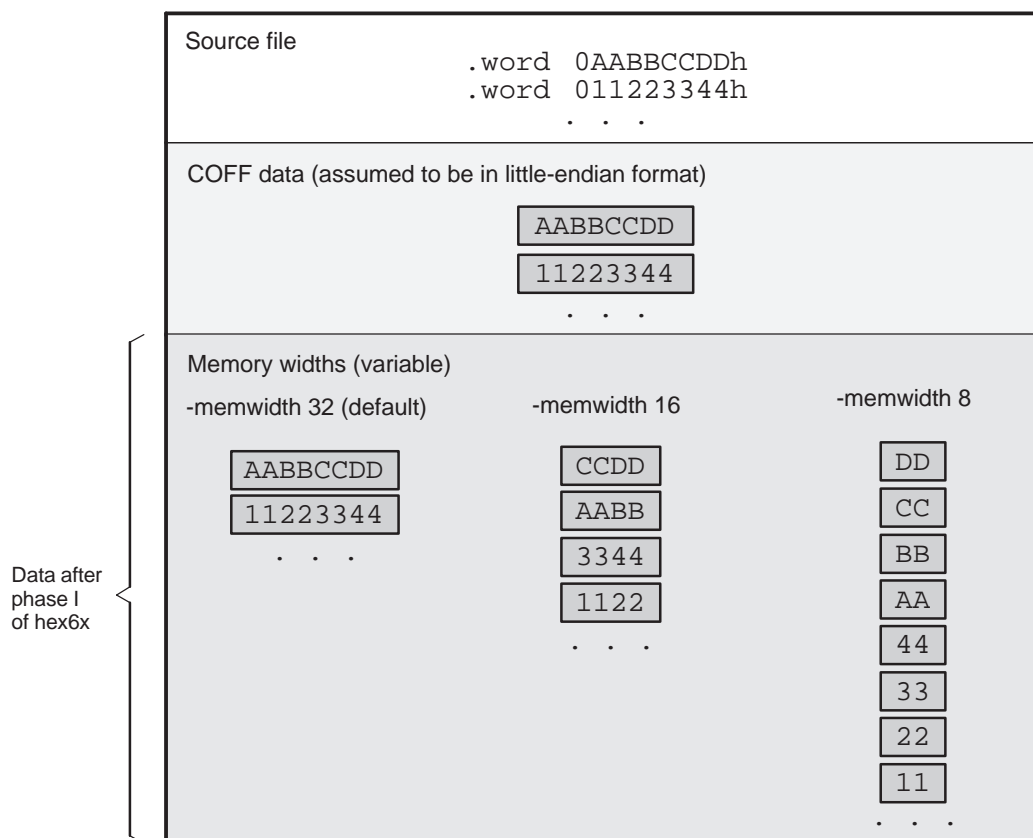 Source file
.word 0AABBCCDDh
.word 011223344h
. . .
COFF data (assumed to be in little-endian format)
AABBCCDD
11223344
. . .
Data after
phase I
of hex6x
Memory widths (variable)
-memwidth 32 (default)
AABBCCDD
11223344
. . .
-memwidth 16
CCDD
AABB
3344
1122
. . .
-memwidth 8
DD
CC
BB
AA
44
33
22
11
. . .